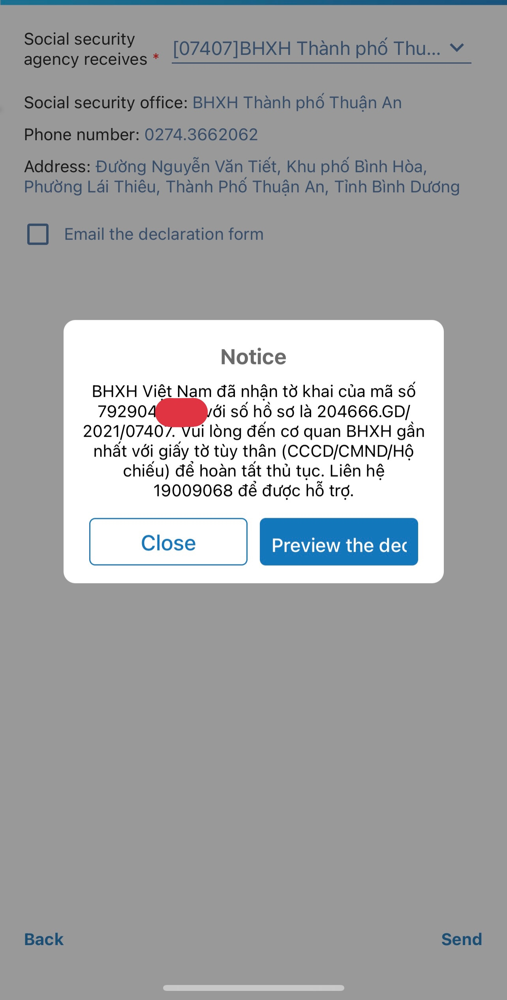 Social security
agency receives *
[07407]BHXH Thành phố Thu...
Social security office: BHXH Thành phố Thuận An
Phone number: 0274.3662062
Address: Đường Nguyễn Văn Tiết, Khu phố Bình Hòa,
Phường Lái Thiêu, Thành Phố Thuận An, Tỉnh Bình Dương
Email the declaration form
Notice
BHXH Việt Nam đã nhận tờ khai của mã số
792904 với số hồ sơ là 204666.GD/
2021/07407. Vui lòng đến cơ quan BHXH gần
nhất với giấy tờ tùy thân (CCCD/CMND/Hộ
chiếu) để hoàn tất thủ tục. Liên hệ
19009068 để được hỗ trợ.
Close
Preview the dec
Back
Send